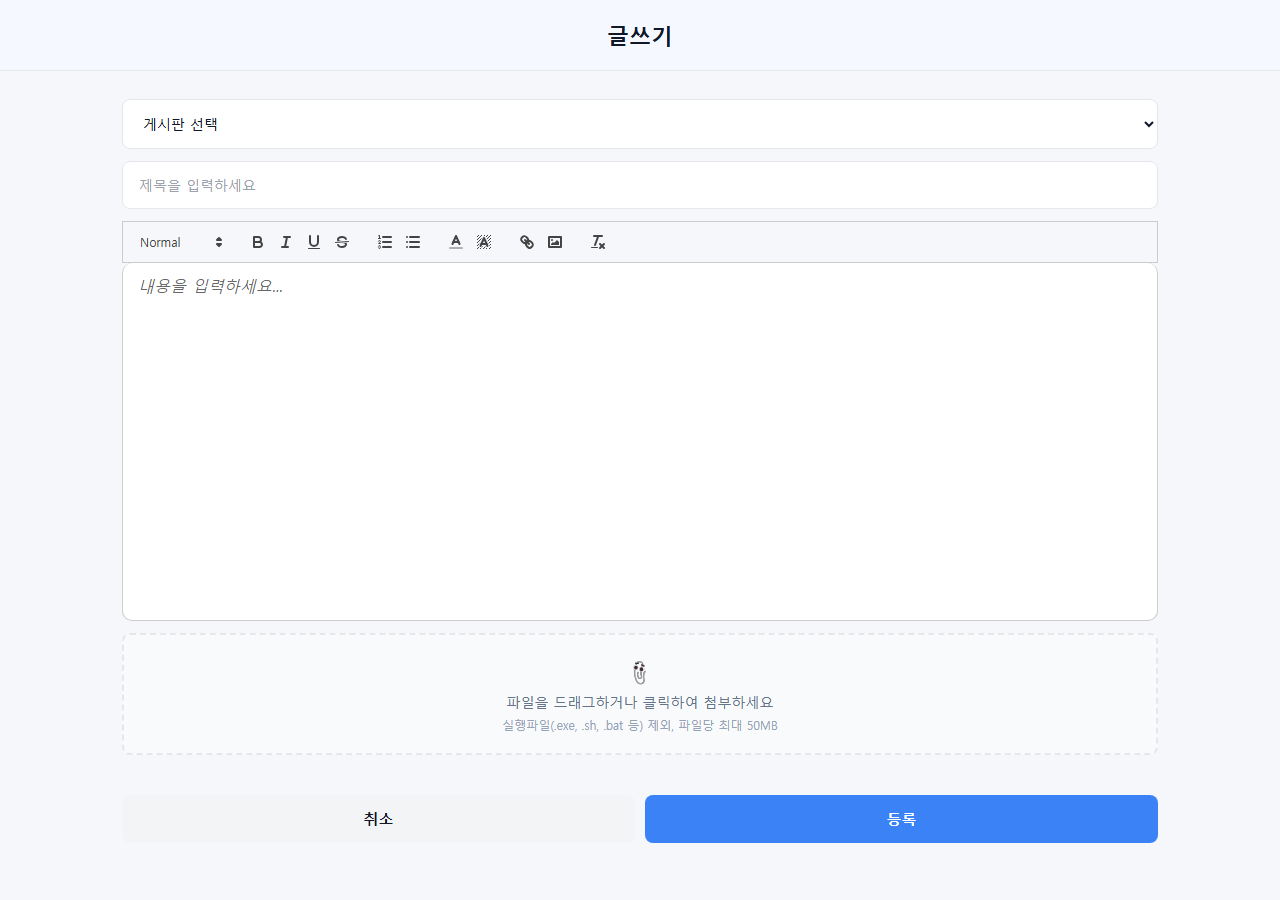 글쓰기
게시판 선택
제목을 입력하세요
Normal
내용을 입력하세요...
파일을 드래그하거나 클릭하여 첨부하세요
실행파일(.exe, .sh, .bat 등) 제외, 파일당 최대 50MB
취소
등록